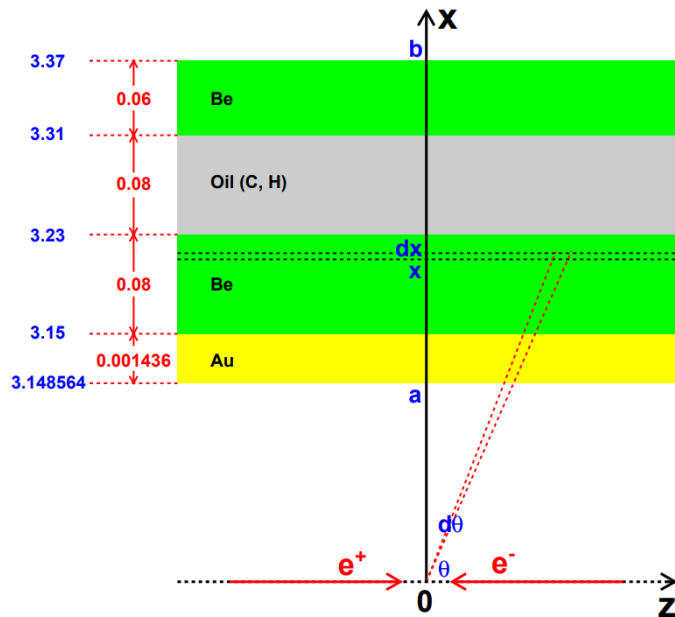 x
b
3.37
0.06
Be
3.31
0.08
Oil (C, H)
3.23
dx
x
0.08
Be
3.15
0.001436
Au
3.148564
a
dθ
θ
e+
e-
0
z